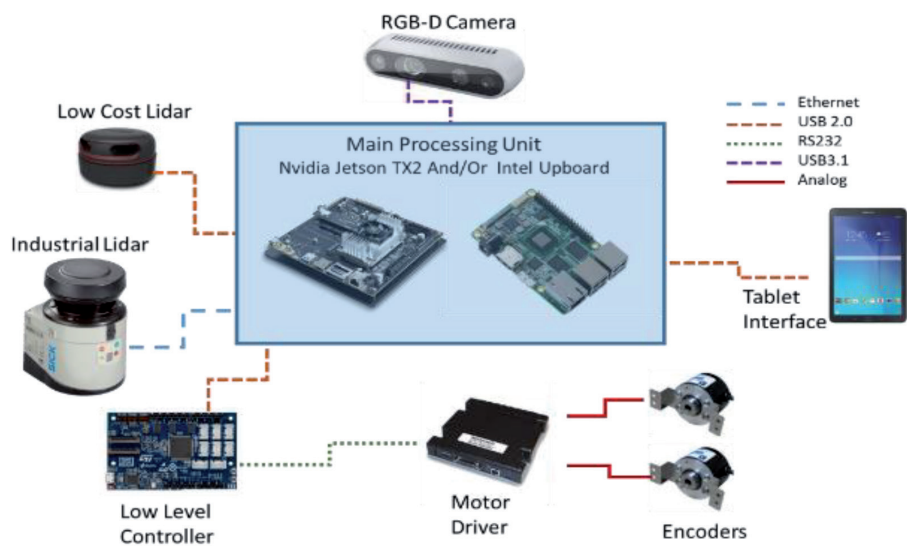 RGB-D Camera
Low Cost Lidar
Ethernet
USB 2.0
RS232
USB3.1
Analog
Main Processing Unit
Nvidia Jetson TX2 And/Or Intel Upboard
Industrial Lidar
SICK
Tablet
Interface
Low Level
Controller
Motor
Driver
Encoders